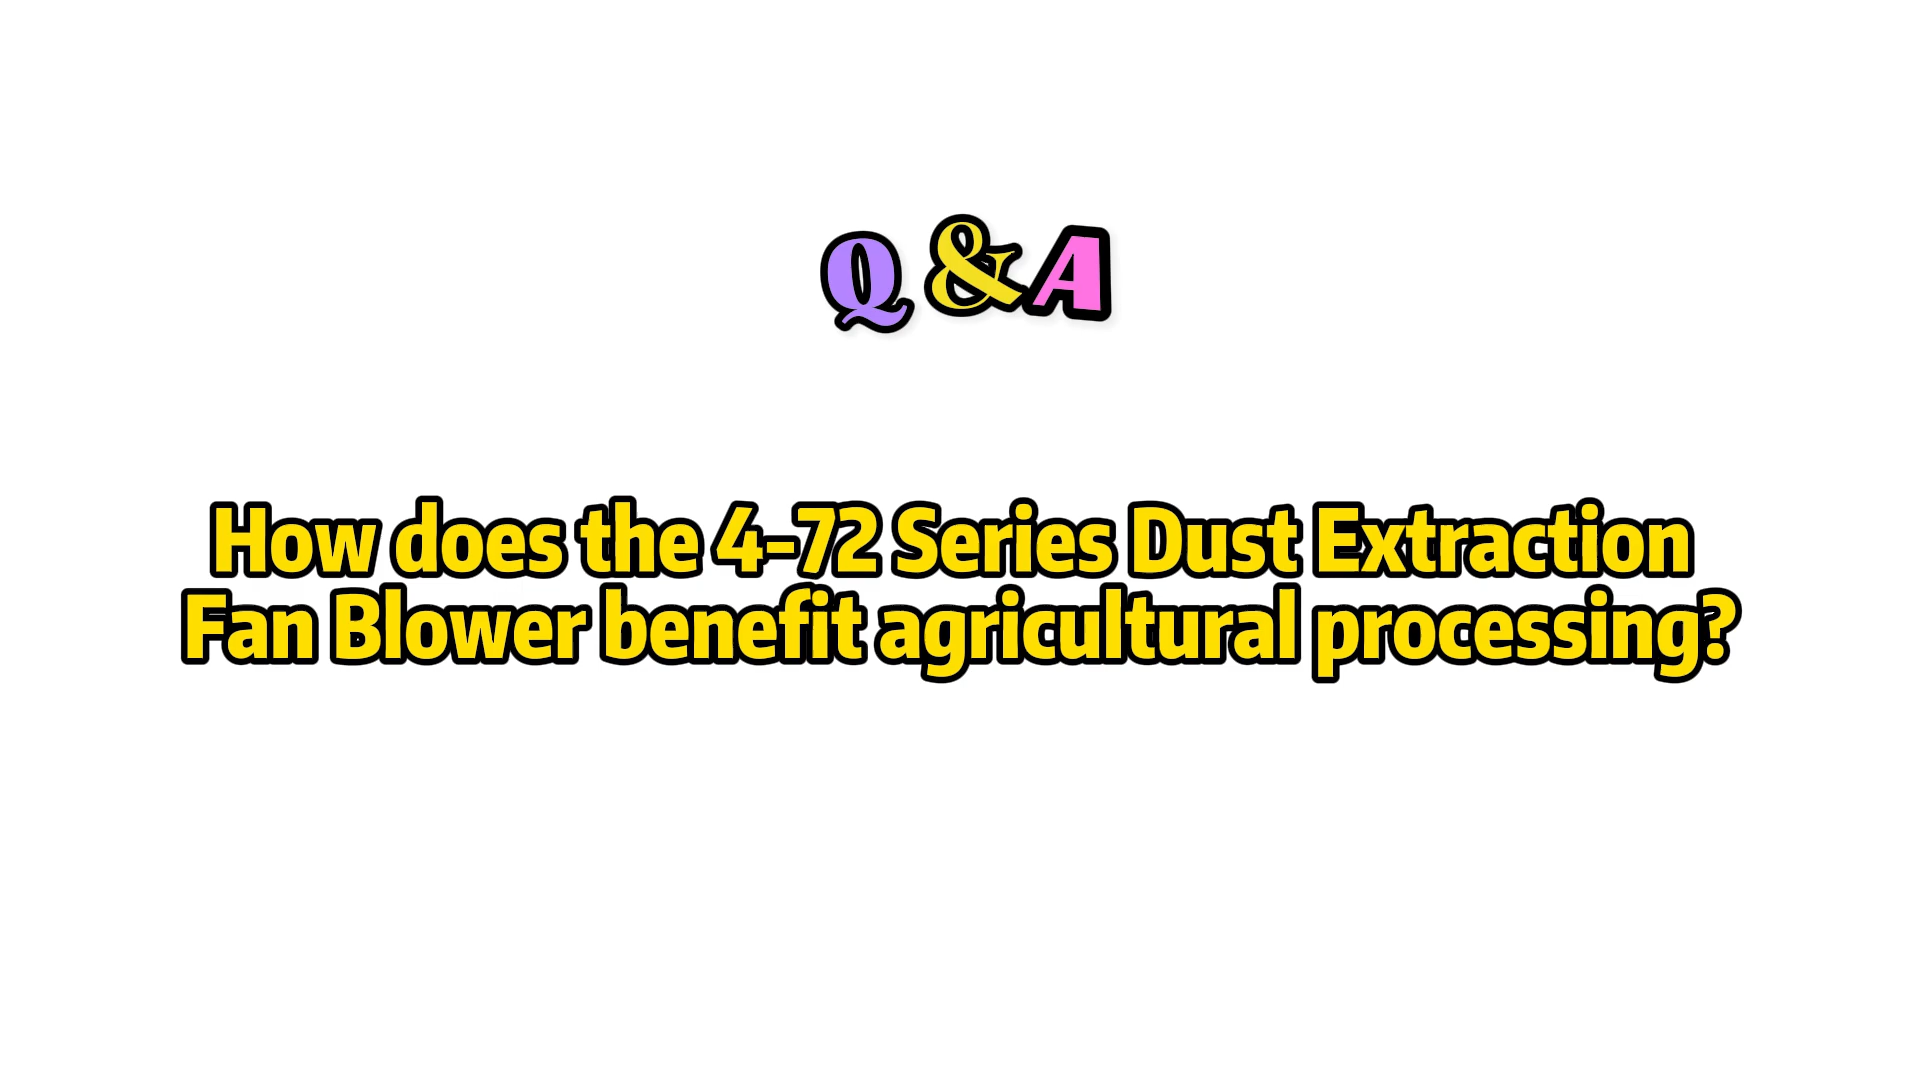 Q & A
How does the 4-72 Series Dust Extraction
Fan Blower benefit agricultural processing?